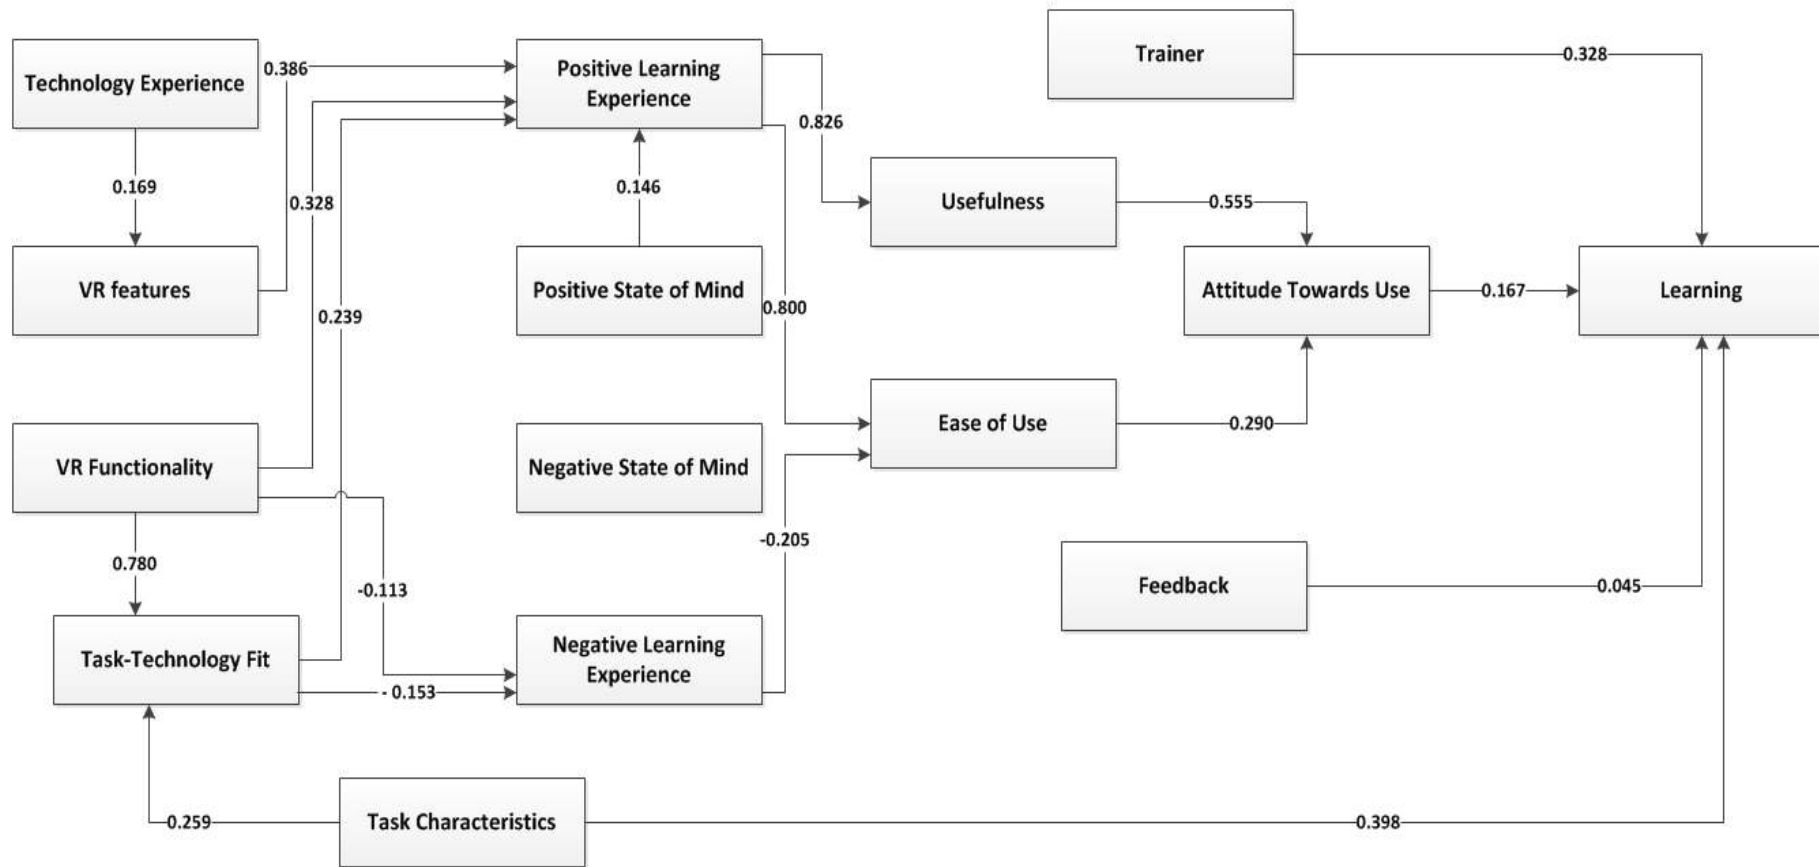 Trainer
0.328
Technology Experience
0.386
Positive Learning
Experience
0.826
0.169
0.328
0.146
Usefulness
0.555
VR features
0.239
Positive State of Mind
0.800
Attitude Towards Use
0.167
Learning
VR Functionality
Negative State of Mind
Ease of Use
0.290
0.780
-0.113
-0.205
Feedback
0.045
Task-Technology Fit
- 0.153
Negative Learning
Experience
0.259
Task Characteristics
0.398